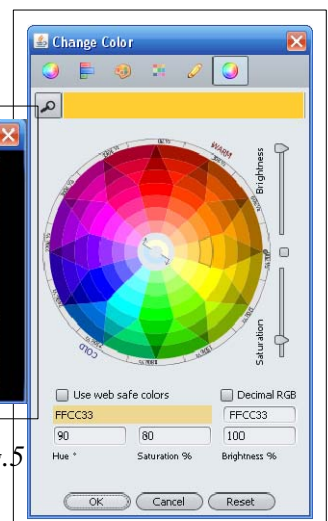 Change Color
WARM
COLD
Brightness
Saturation
Use web safe colors
Decimal RGB
FFCC33
FFCC33
90
80
100
Hue °
Saturation %
Brightness %
.5
OK
Cancel
Reset